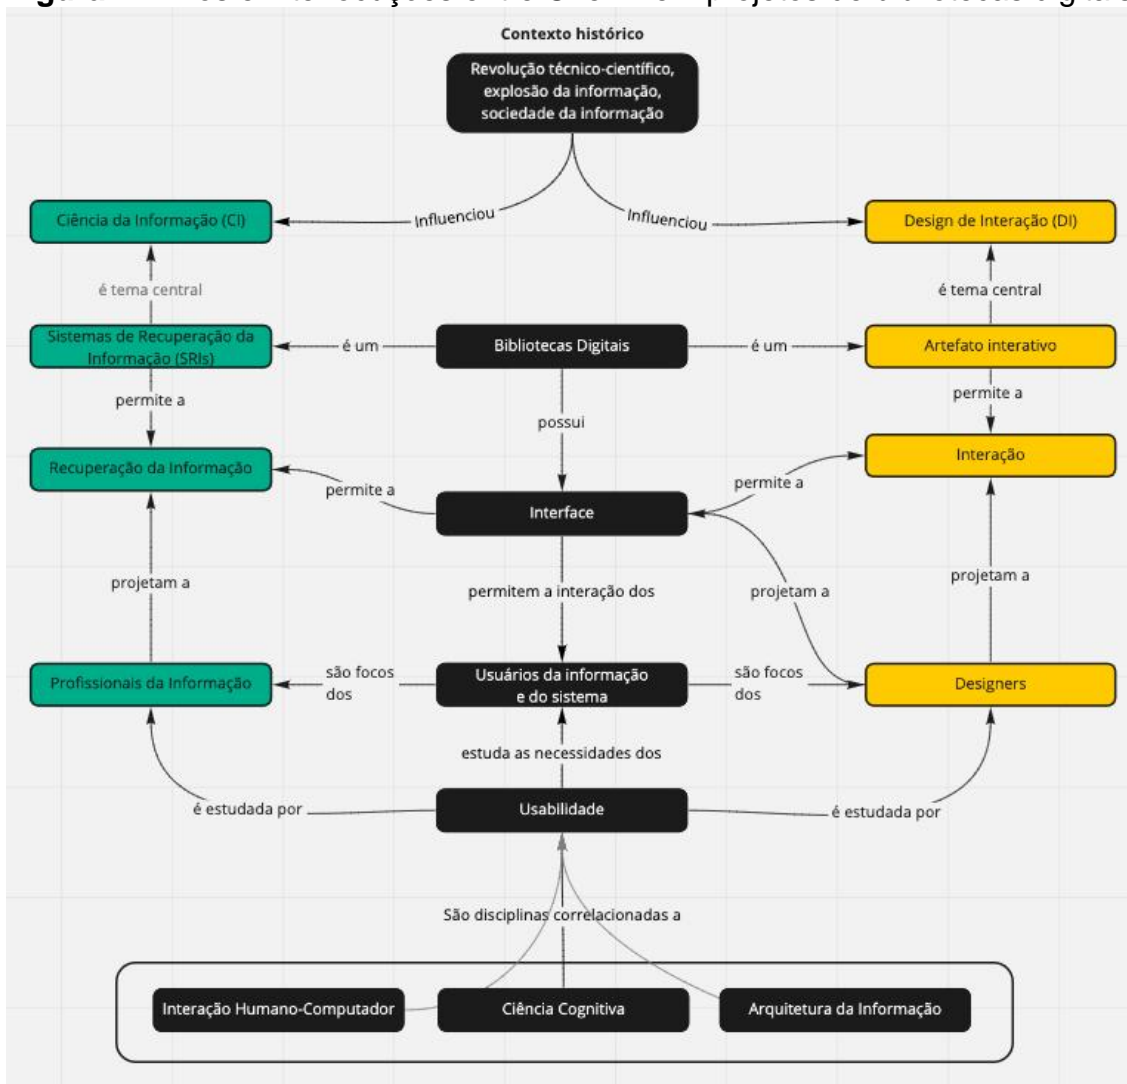 Contexto histórico
Revolução técnico-científico,
explosão da informação,
sociedade da informação
Influenciou
Influenciou
Ciência da Informação (CI)
Design de Interação (DI)
é tema central
é tema central
Sistemas de Recuperação da
Informação (SRIs)
é um
Bibliotecas Digitais
é um
Artefato interativo
permite a
permite a
possui
Recuperação da Informação
Interação
permite a
permite a
Interface
projetam a
permitem a interação dos
projetam a
projetam a
Profissionais da Informação
são focos
dos
Usuários da informação
e do sistema
são focos
dos
Designers
estuda as necessidades dos
é estudada por
Usabilidade
é estudada por
São disciplinas correlacionadas a
Interação Humano-Computador
Ciência Cognitiva
Arquitetura da Informação